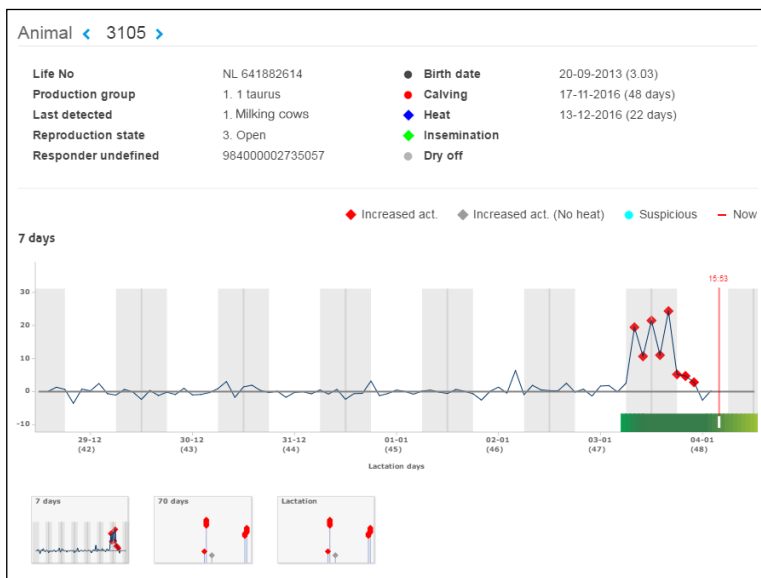 Animal < 3105 >
Life No NL 641882614 Birth date 20-09-2013 (3.03)
Production group 1. 1 taurus Calving 17-11-2016 (48 days)
Last detected 1. Milking cows Heat 13-12-2016 (22 days)
Reproduction state 3. Open Insemination
Responder undefined 984000002735057 Dry off
Increased act. Increased act. (No heat) Suspicious Now
7 days
15:53
30
20
10
0
-10
29-12 30-12 31-12 01-01 02-01 03-01 04-01
(42) (43) (44) (45) (46) (47) (48)
Lactation days
7 days 70 days Lactation